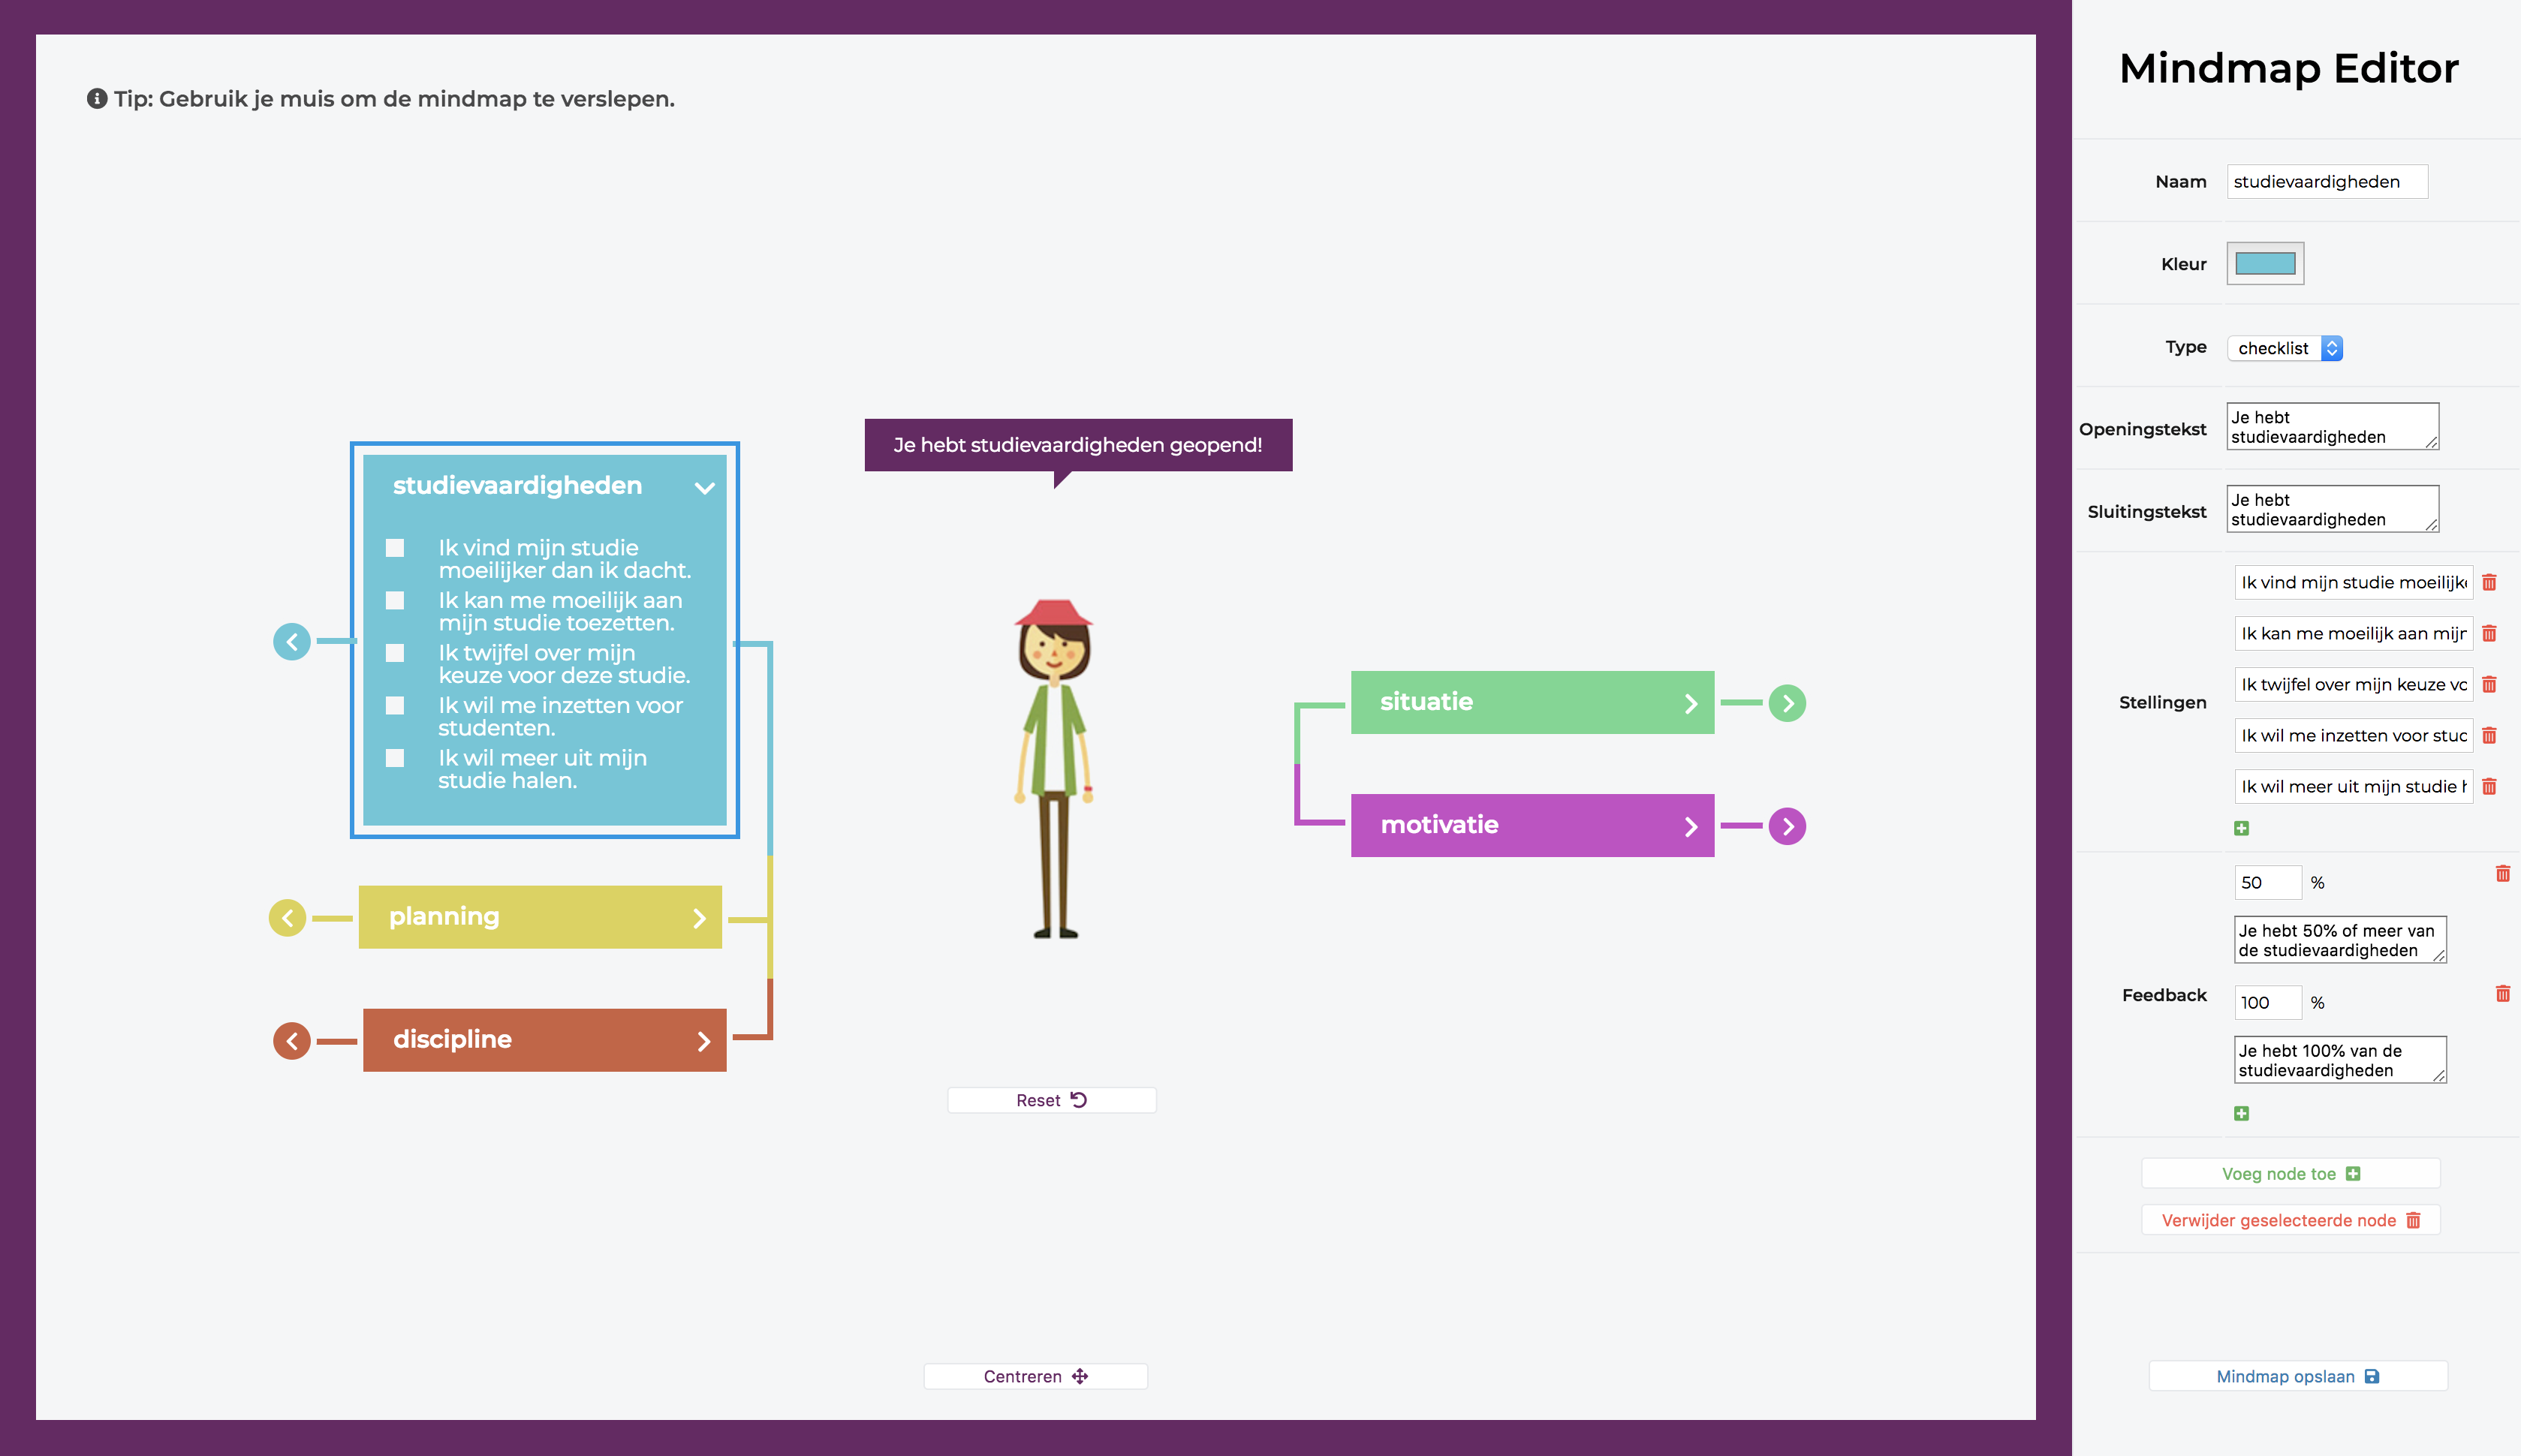 Tip: Gebruik je muis om de mindmap te verslepen.
Je hebt studievaardigheden geopend!
studievaardigheden
Ik vind mijn studie
moeilijker dan ik dacht.
Ik kan me moeilijk aan
mijn studie toezetten.
Ik twijfel over mijn
keuze voor deze studie.
Ik wil me inzetten voor
studenten.
Ik wil meer uit mijn
studie halen.
planning
discipline
situatie
motivatie
Reset
Centreren
Mindmap Editor
Naam studievaardigheden
Kleur
Type checklist
Openingstekst
Je hebt
studievaardigheden
Sluitingstekst
Je hebt
studievaardigheden
Stellingen
Ik vind mijn studie moeilijk
Ik kan me moeilijk aan mijn
Ik twijfel over mijn keuze vo
Ik wil me inzetten voor stud
Ik wil meer uit mijn studie h
Feedback
50 %
Je hebt 50% of meer van
de studievaardigheden
100 %
Je hebt 100% van de
studievaardigheden
Voeg node toe
Verwijder geselecteerde node
Mindmap opslaan